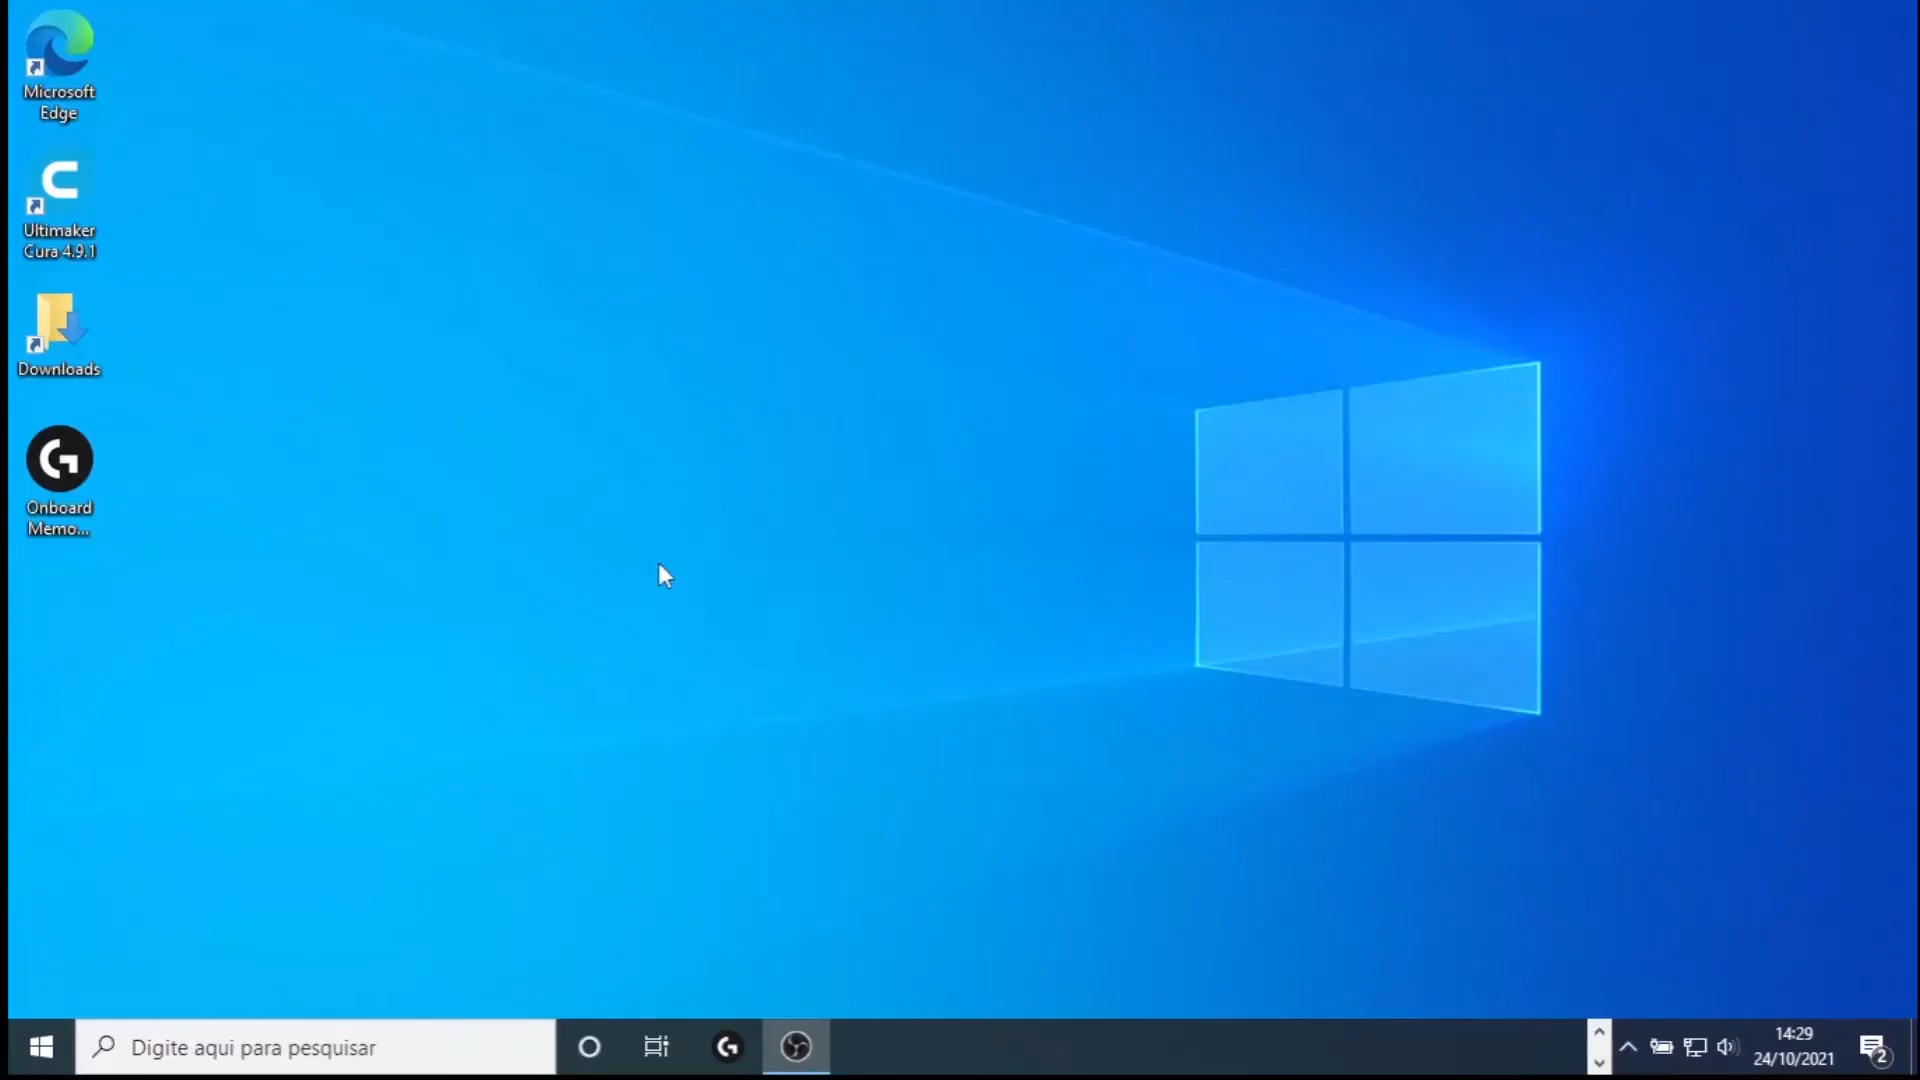 Microsoft
Edge
Ultimaker
Cura 4.9.1
Downloads
Onboard
Memo...
Digite aqui para pesquisar
14:29
24/10/2021
2